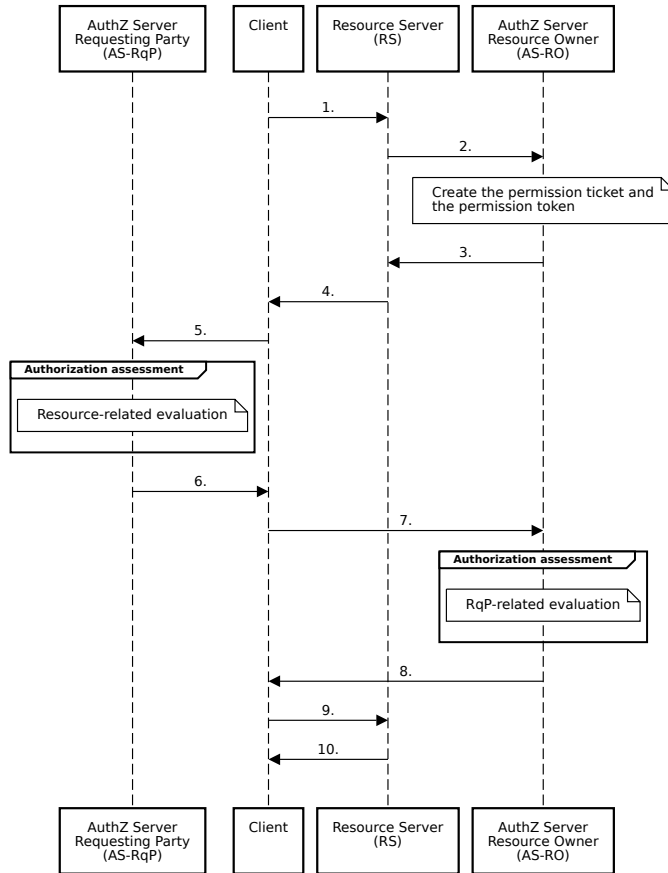 AuthZ Server
Requesting Party
(AS-RqP)
Client
Resource Server
(RS)
AuthZ Server
Resource Owner
(AS-RO)
1.
2.
Create the permission ticket and
the permission token
3.
4.
5.
Authorization assessment
Resource-related evaluation
6.
7.
Authorization assessment
RqP-related evaluation
8.
9.
10.
AuthZ Server
Requesting Party
(AS-RqP)
Client
Resource Server
(RS)
AuthZ Server
Resource Owner
(AS-RO)